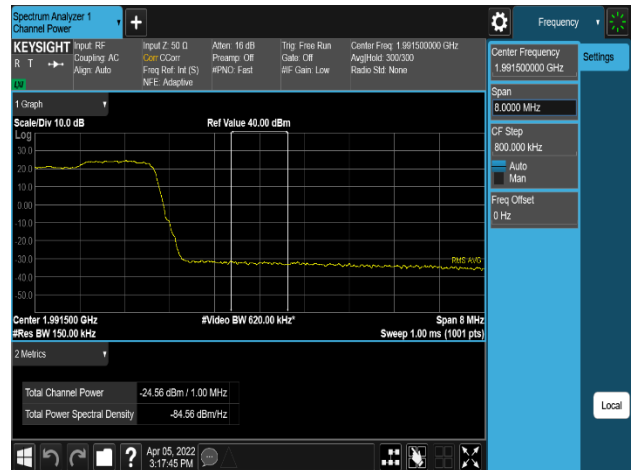 Spectrum Analyzer 1
Channel Power
+
Frequency
KEYSIGHT
R T
LXI
Input: RF
Coupling: AC
Align: Auto
Input Z: 50 Ω
Corr CCorr
Freq Ref: Int (S)
NFE: Adaptive
Atten: 16 dB
Preamp: Off
#PNO: Fast
Trig: Free Run
Gate: Off
#IF Gain: Low
Center Freq: 1.991500000 GHz
Avg|Hold: 300/300
Radio Std: None
Center Frequency
1.991500000 GHz
Settings
Span
8.0000 MHz
CF Step
800.000 kHz
Auto
Man
Freq Offset
0 Hz
1 Graph
Scale/Div 10.0 dB
Ref Value 40.00 dBm
Log
30.0
20.0
10.0
0.00
-10.0
-20.0
-30.0
-40.0
-50.0
RMS AVG
Center 1.991500 GHz
#Video BW 620.00 kHz*
Span 8 MHz
#Res BW 150.00 kHz
Sweep 1.00 ms (1001 pts)
2 Metrics
Total Channel Power
-24.56 dBm / 1.00 MHz
Total Power Spectral Density
-84.56 dBm/Hz
Local
?
Apr 05, 2022
3:17:45 PM